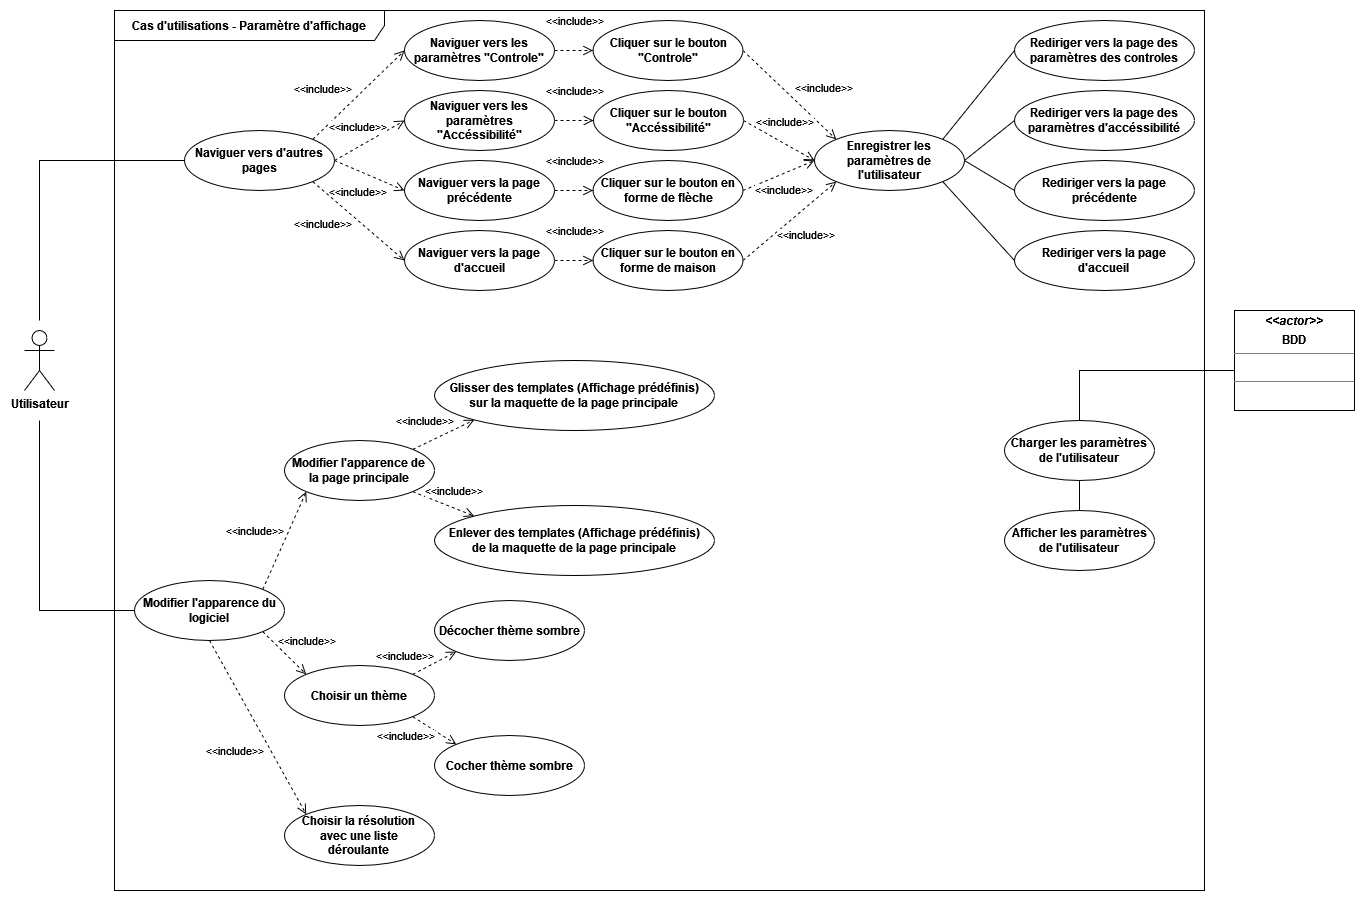 Cas d'utilisations - Paramètre d'affichage
<<include>>
Naviguer vers les
paramètres "Controle"
Cliquer sur le bouton
"Controle"
Rediriger vers la page des
paramètres des controles
<<include>>
<<include>>
<<include>>
Naviguer vers les
paramètres
"Accéssibilité"
Cliquer sur le bouton
"Accéssibilité"
Rediriger vers la page des
paramètres d'accéssibilité
<<include>>
<<include>>
Naviguer vers d'autres
pages
Enregistrer les
paramètres de
l'utilisateur
<<include>>
Naviguer vers la page
précédente
Cliquer sur le bouton en
forme de flèche
Rediriger vers la page
précédente
<<include>>
<<include>>
<<include>>
<<include>>
<<include>>
Naviguer vers la page
d'accueil
Cliquer sur le bouton en
forme de maison
Rediriger vers la page
d'accueil
<<actor>>
BDD
Utilisateur
Glisser des templates (Affichage prédéfinis)
sur la maquette de la page principale
<<include>>
Charger les paramètres
de l'utilisateur
Modifier l'apparence de
la page principale
<<include>>
<<include>>
Enlever des templates (Affichage prédéfinis)
de la maquette de la page principale
Afficher les paramètres
de l'utilisateur
Modifier l'apparence du
logiciel
Décocher thème sombre
<<include>>
<<include>>
Choisir un thème
<<include>>
<<include>>
Cocher thème sombre
Choisir la résolution
avec une liste
déroulante